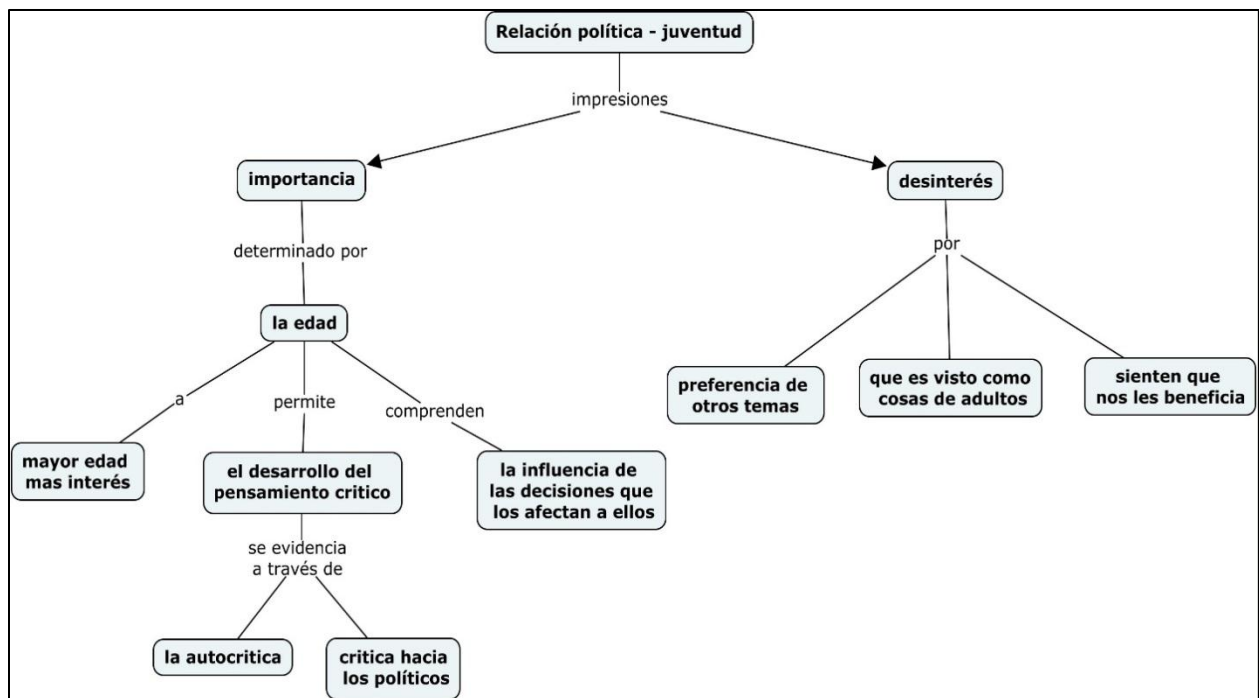 Relación política - juventud
impresiones
importancia
desinterés
determinado por
por
la edad
a
permite
comprenden
preferencia de
otros temas
que es visto como
cosas de adultos
sienten que
nos les beneficia
mayor edad
mas interés
el desarrollo del
pensamiento critico
la influencia de
las decisiones que
los afectan a ellos
se evidencia
a través de
la autocritica
critica hacia
los políticos